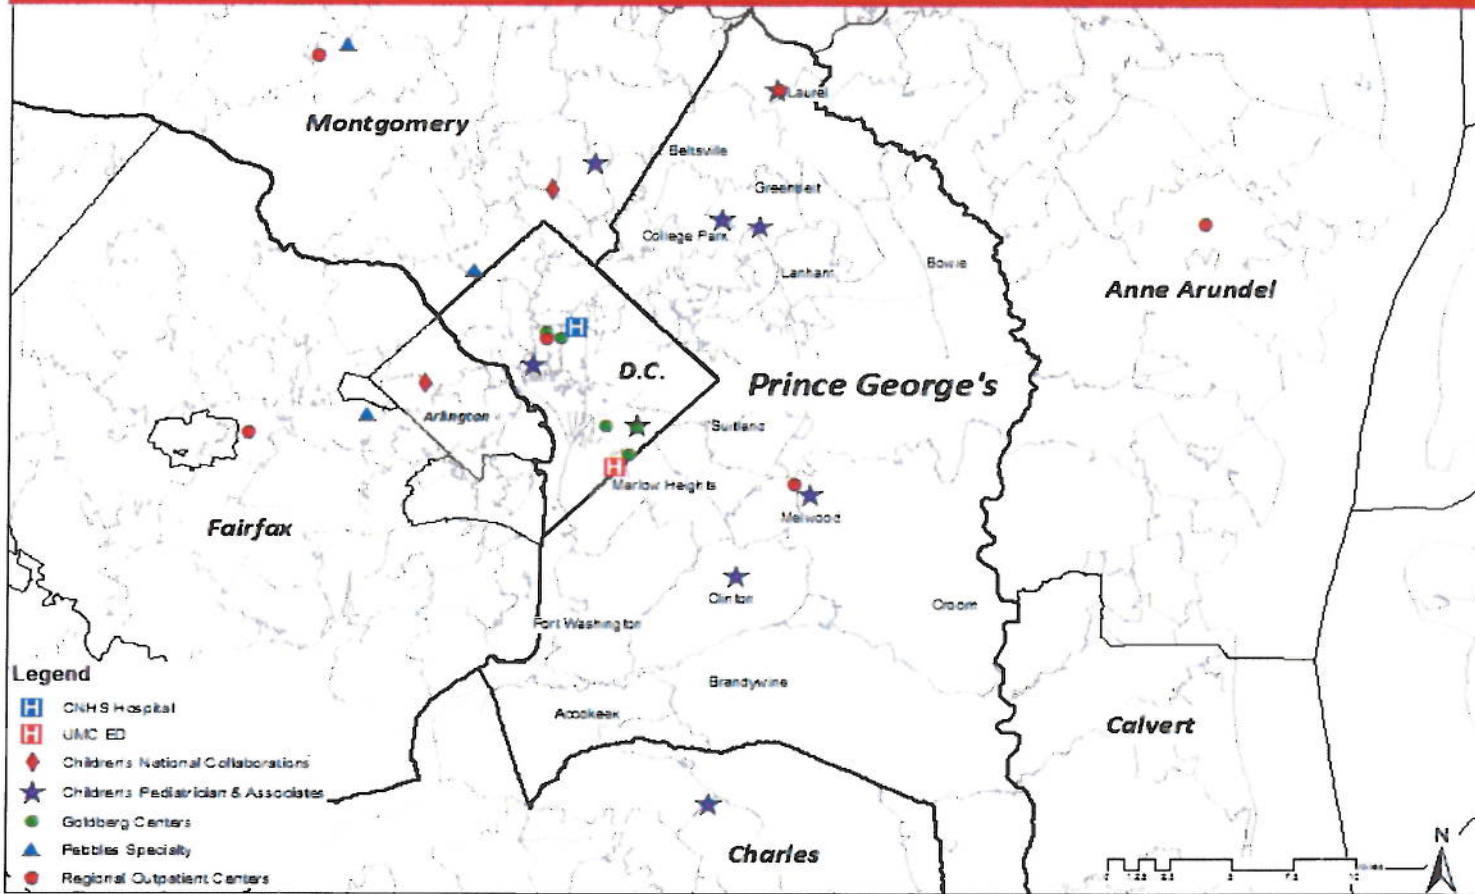 Laurel
Montgomery
Beltsville
Greenbelt
College Park
Bowie
Lanham
Anne Arundel
D.C.
Prince George's
Arlington
Suitland
Marlow Heights
Melwood
Fairfax
Clinton
Croom
Fort Washington
Legend
Brandywine
CNHS Hospital
Accokeek
Calvert
UMC ED
Childrens National Collaborations
Childrens Pediatrician & Associates
Goldberg Centers
N
Pebbles Specialty
Charles
Regional Outpatient Centers